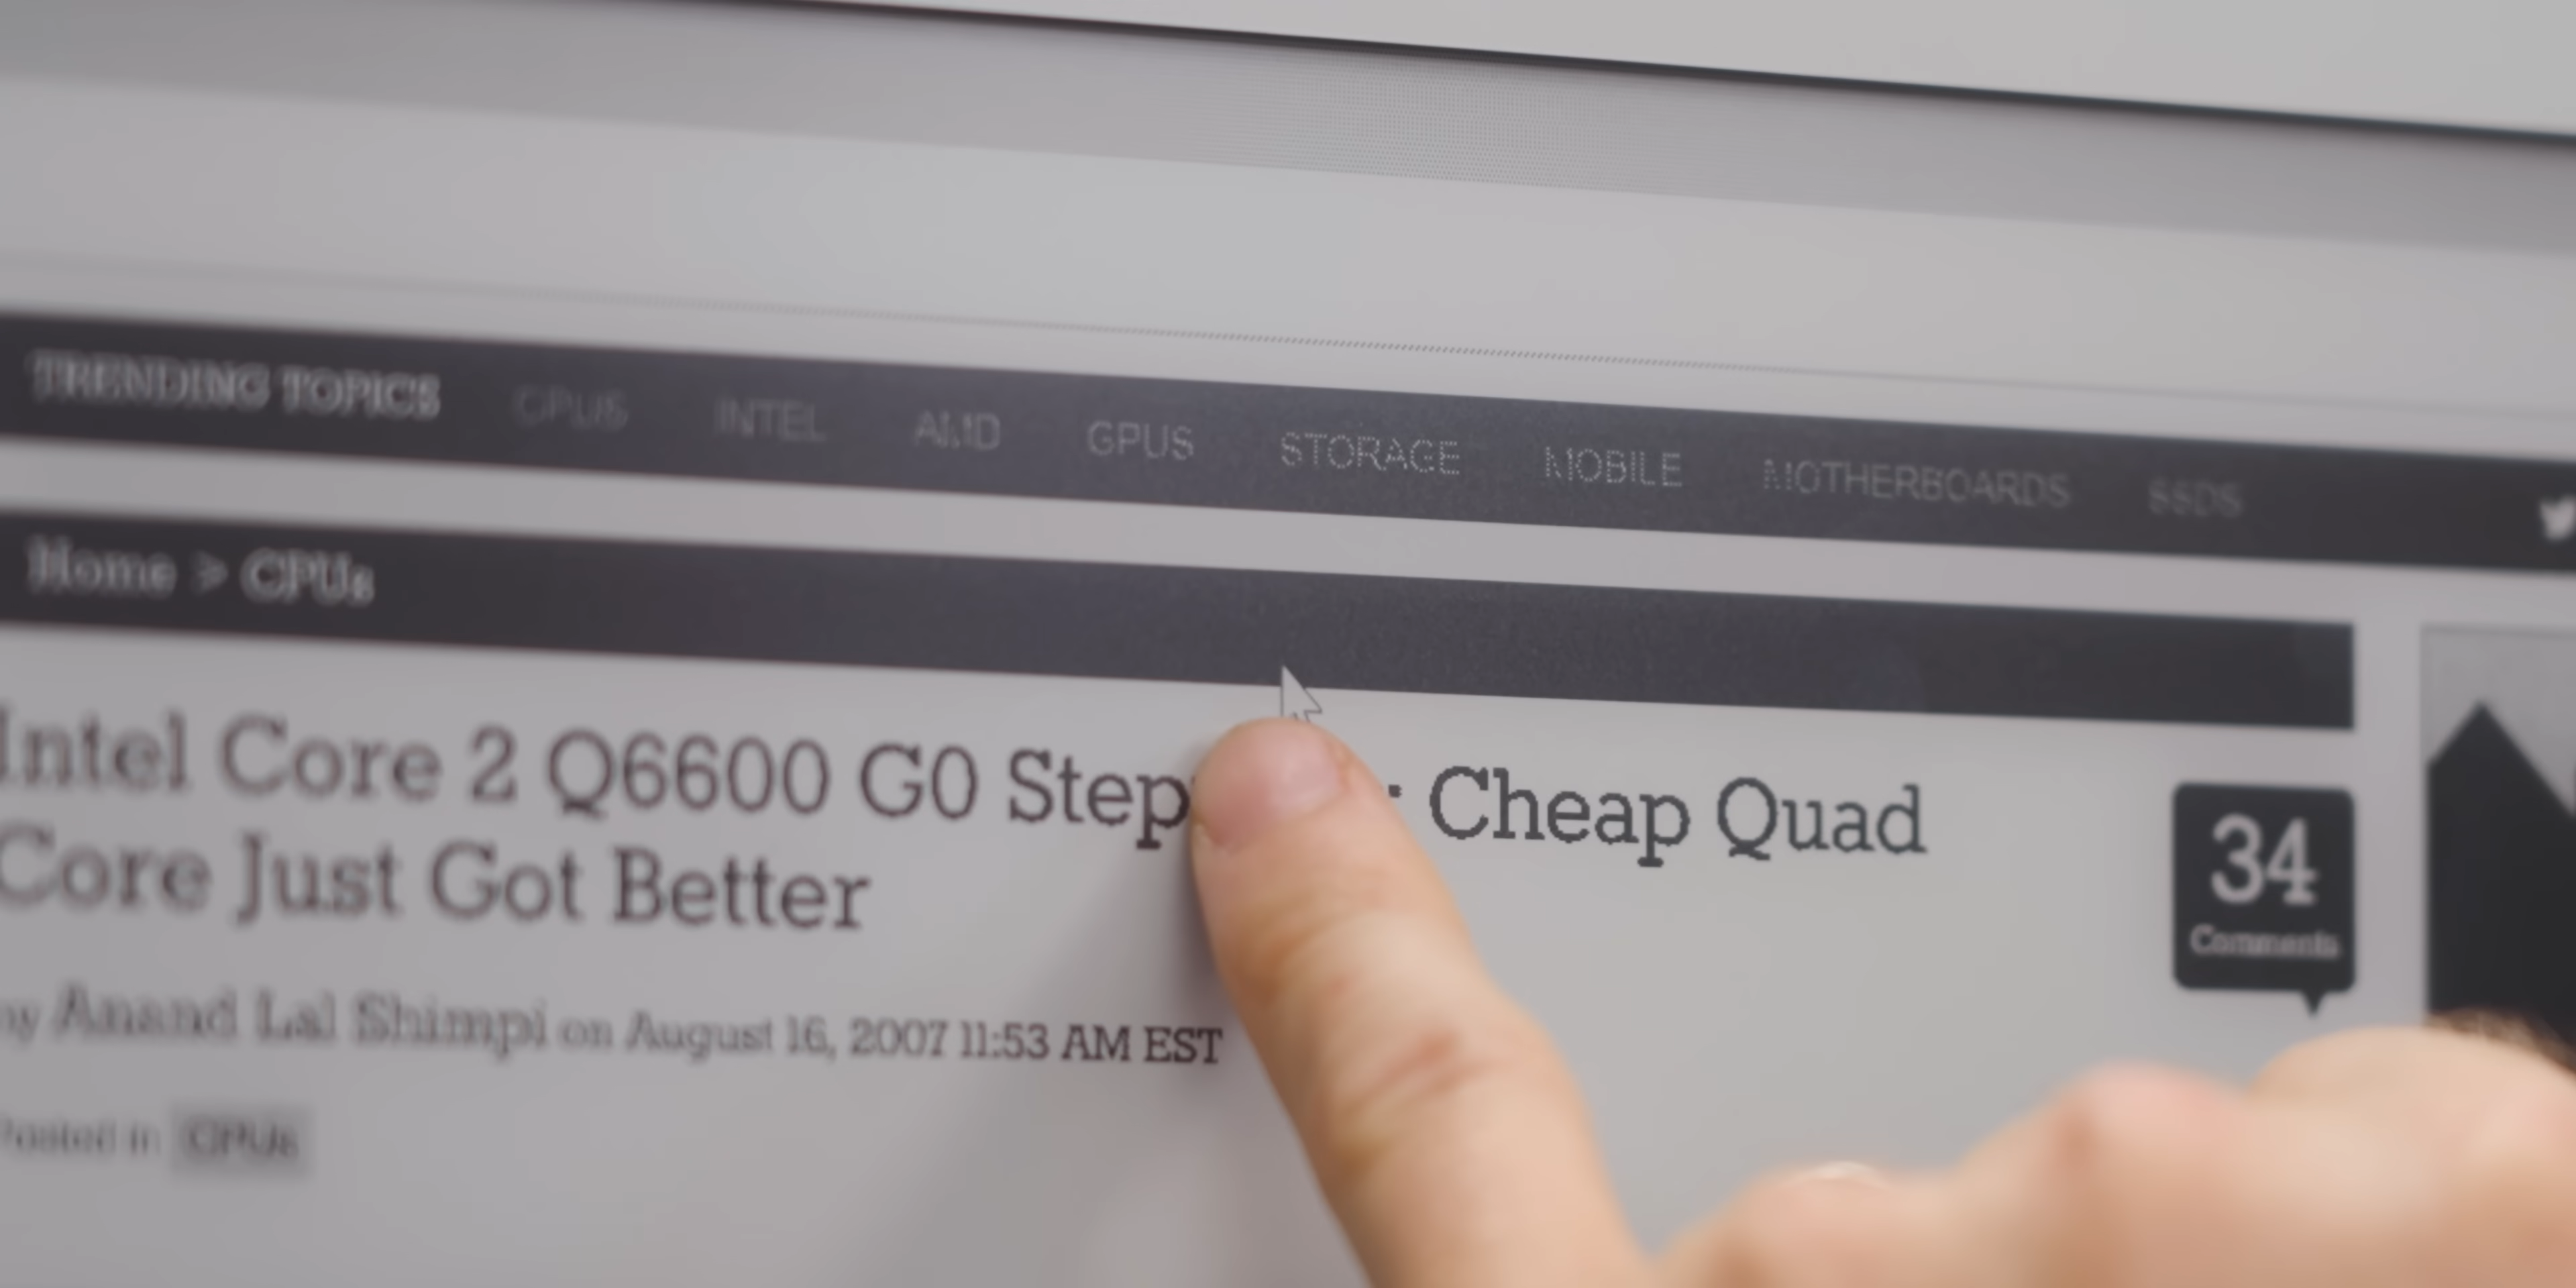 TRENDING TOPICS CPUS INTEL AMD GPUS STORAGE MOBILE MOTHERBOARDS SSDS
Home > CPUs
Intel Core 2 Q6600 G0 Step : Cheap Quad
Core Just Got Better
34
Comments
by Anand Lal Shimpi on August 16, 2007 11:53 AM EST
Posted in CPUs